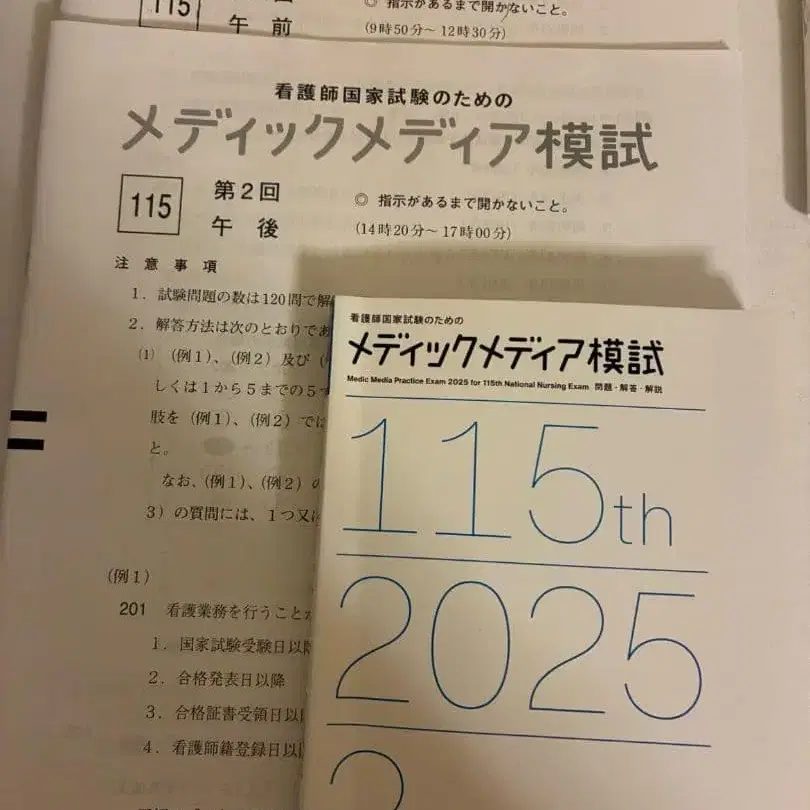 115
午前
指示があるまで開かないこと。
(9時50分～12時30分)
看護師国家試験のための
メディックメディア模試
115
第2回
午後
◎ 指示があるまで開かないこと。
(14時20分～17時00分)
注意事項
1. 試験問題の数は120問で解
2. 解答方法は次のとおりであ
(1) (例1)、(例2) 及び (
しくは1から5までの5つ
肢を (例1)、(例2) では
と。
なお、(例1)、(例2) の
3) の質問には、1つ又は
(例1)
201 看護業務を行うことが
1. 国家試験受験日以降
2. 合格発表日以降
3. 合格証書受領日以
4. 看護師籍登録日以
看護師国家試験のための
メディックメディア模試
Medic Media Practice Exam 2025 for 115th National Nursing Exam 問題・解答・解説
115th
2025
2